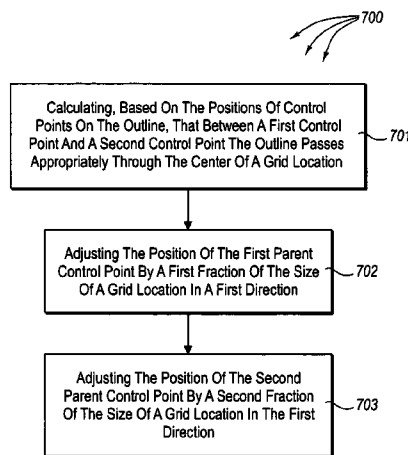 700
Calculating, Based On The Positions Of Control
Points On The Outline, That Between A First Control
Point And A Second Control Point The Outline Passes
Appropriately Through The Center Of A Grid Location
701
Adjusting The Position Of The First Parent
Control Point By A First Fraction Of The Size
Of A Grid Location In A First Direction
702
Adjusting The Position Of The Second
Parent Control Point By A Second Fraction
Of The Size Of A Grid Location In The First
Direction
703